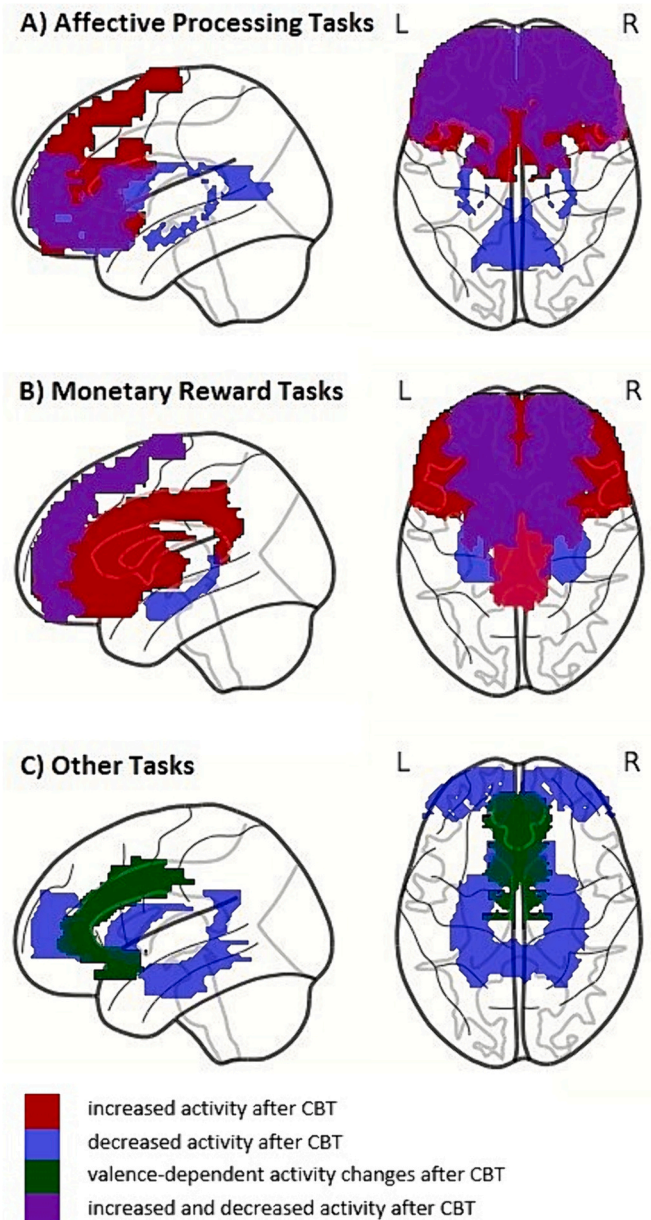 A) Affective Processing Tasks
L R
B) Monetary Reward Tasks
L R
C) Other Tasks
L R
increased activity after CBT
decreased activity after CBT
valence-dependent activity changes after CBT
increased and decreased activity after CBT